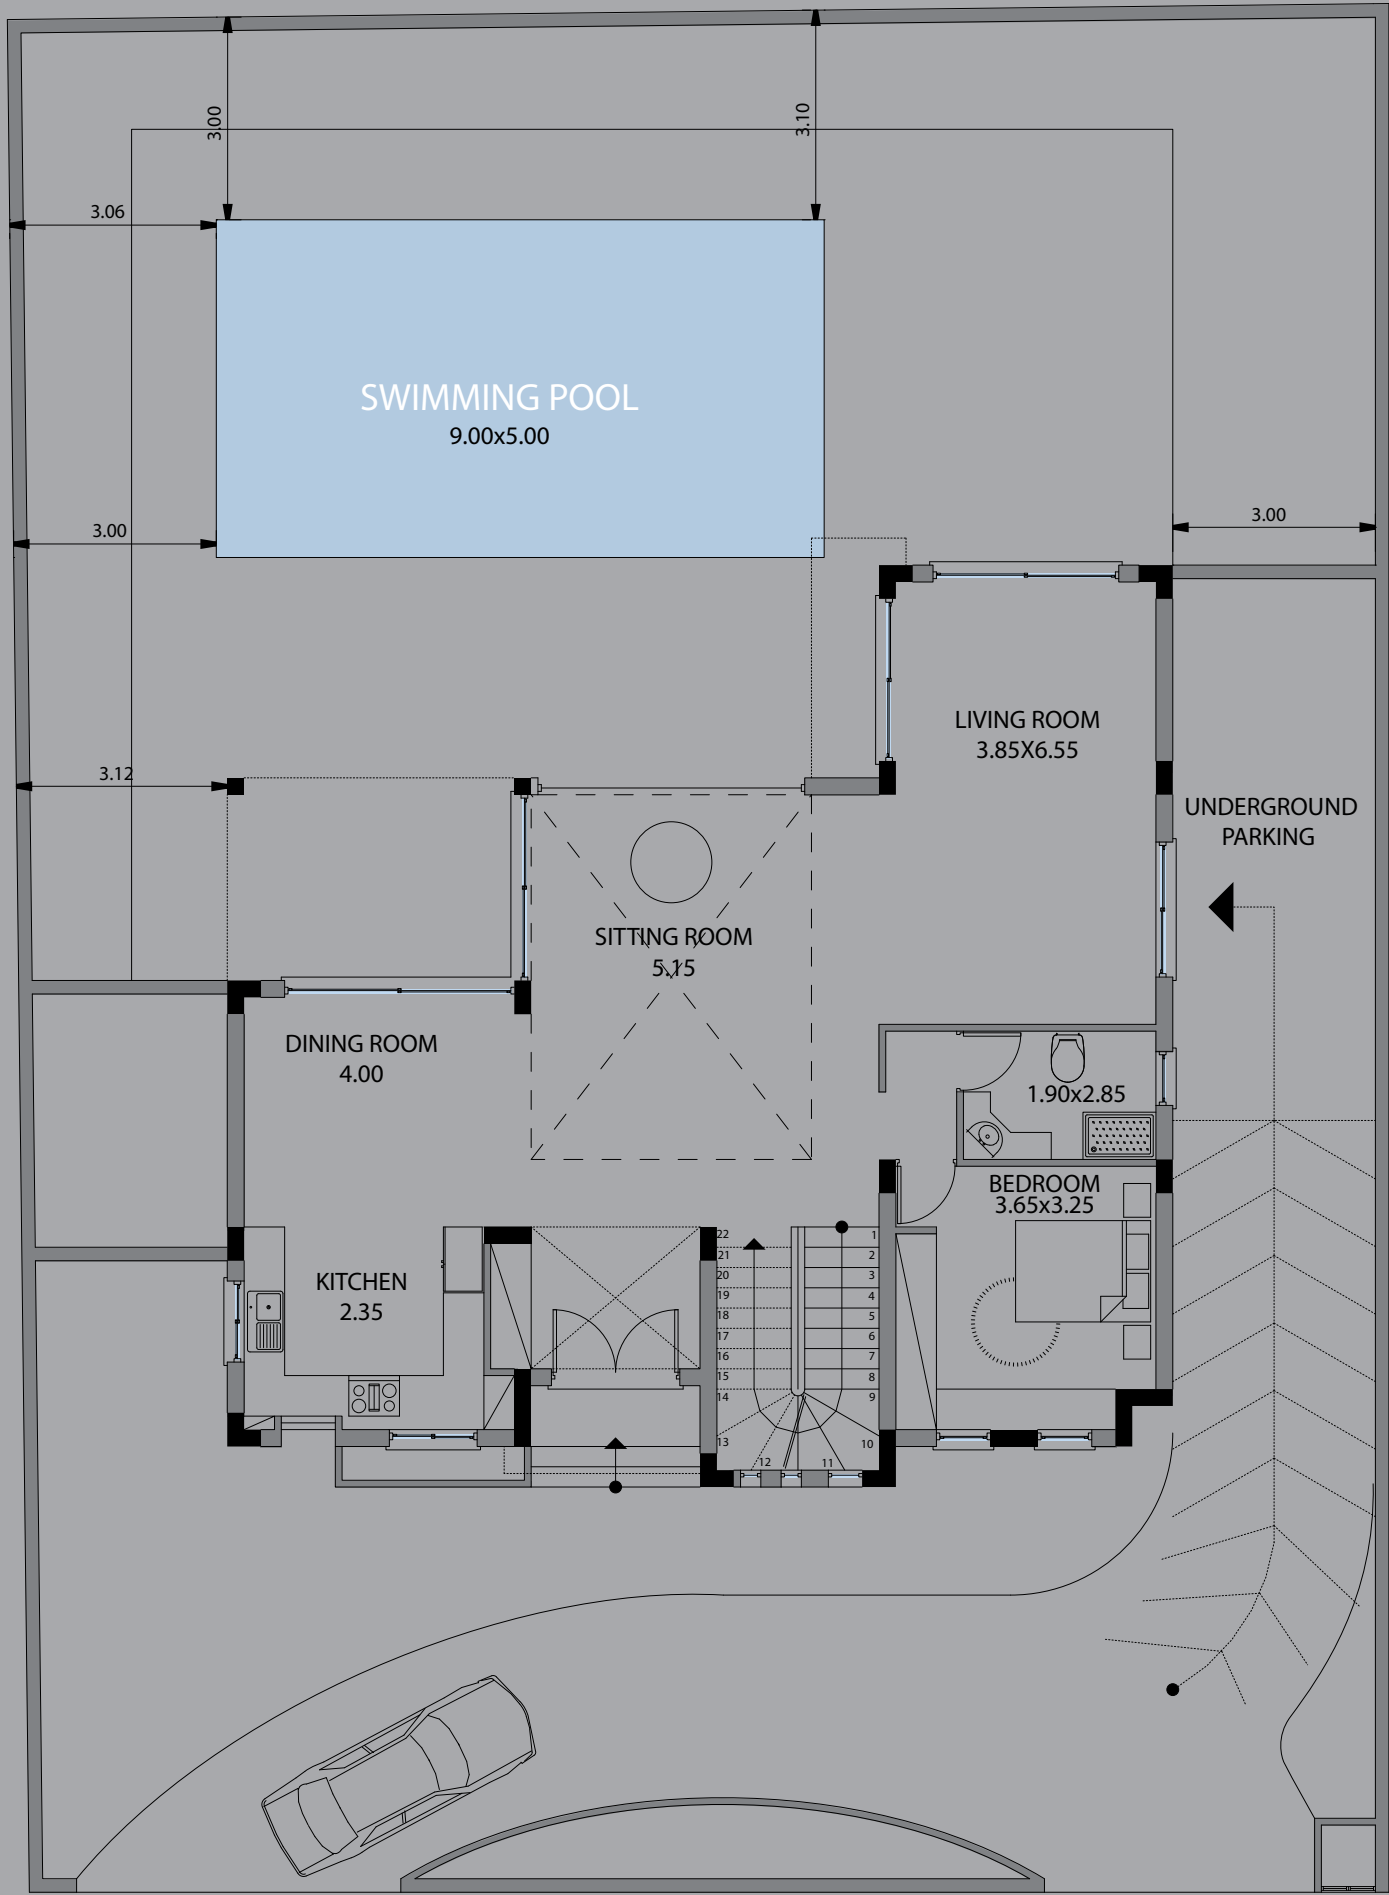 3.00
3.10
3.06
SWIMMING POOL
9.00x5.00
3.00
3.00
LIVING ROOM
3.85X6.55
3.12
UNDERGROUND
PARKING
SITTING ROOM
5.15
DINING ROOM
4.00
1.90x2.85
BEDROOM
3.65x3.25
KITCHEN
2.35
22
21
20
19
18
17
16
15
14
13
12
11
10
1
2
3
4
5
6
7
8
9